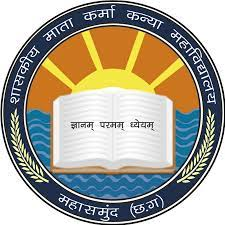 शासकीय माता कर्मा कन्या महाविद्यालय
ज्ञानम् परमम् ध्येयम्
महासमुंद (छ.ग)